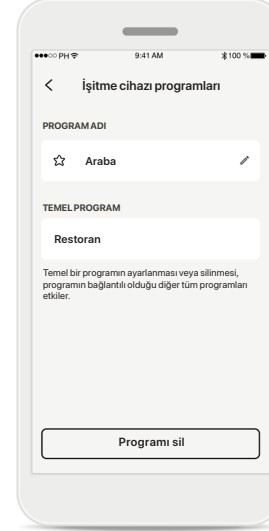 PH 9:41 AM 100 %
İşitme cihazı programları
PROGRAM ADI
Araba
TEMEL PROGRAM
Restoran
Temel bir programın ayarlanması veya silinmesi,
programın bağlantılı olduğu diğer tüm programları
etkiler.
Programı sil